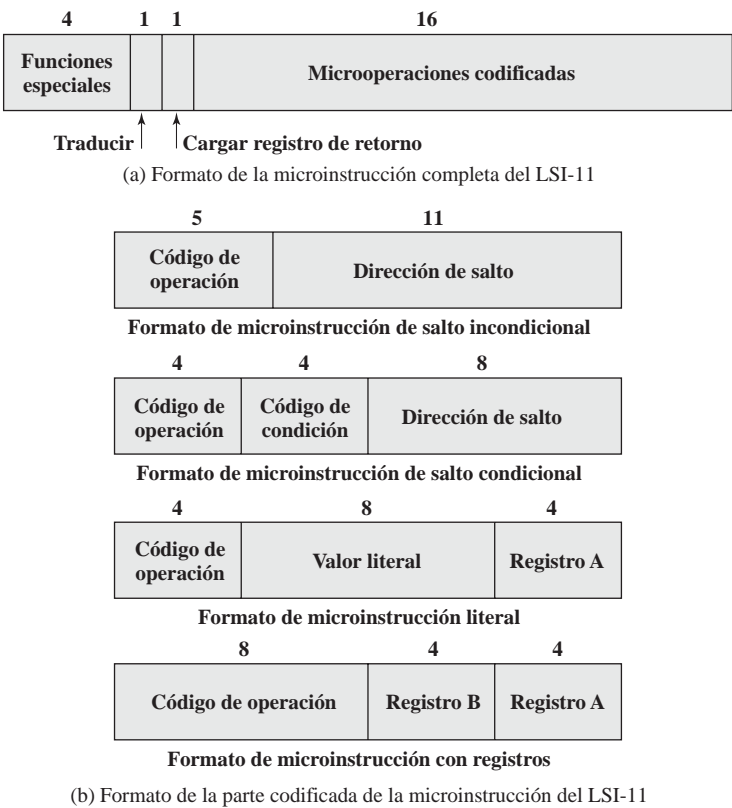 4 1 1 16
Funciones
especiales
Microoperaciones codificadas
Traducir
Cargar registro de retorno
(a) Formato de la microinstrucción completa del LSI-11
5 11
Código de
operación
Dirección de salto
Formato de microinstrucción de salto incondicional
4 4 8
Código de
operación
Código de
condición
Dirección de salto
Formato de microinstrucción de salto condicional
4 8 4
Código de
operación
Valor literal
Registro A
Formato de microinstrucción literal
8 4 4
Código de operación
Registro B
Registro A
Formato de microinstrucción con registros
(b) Formato de la parte codificada de la microinstrucción del LSI-11